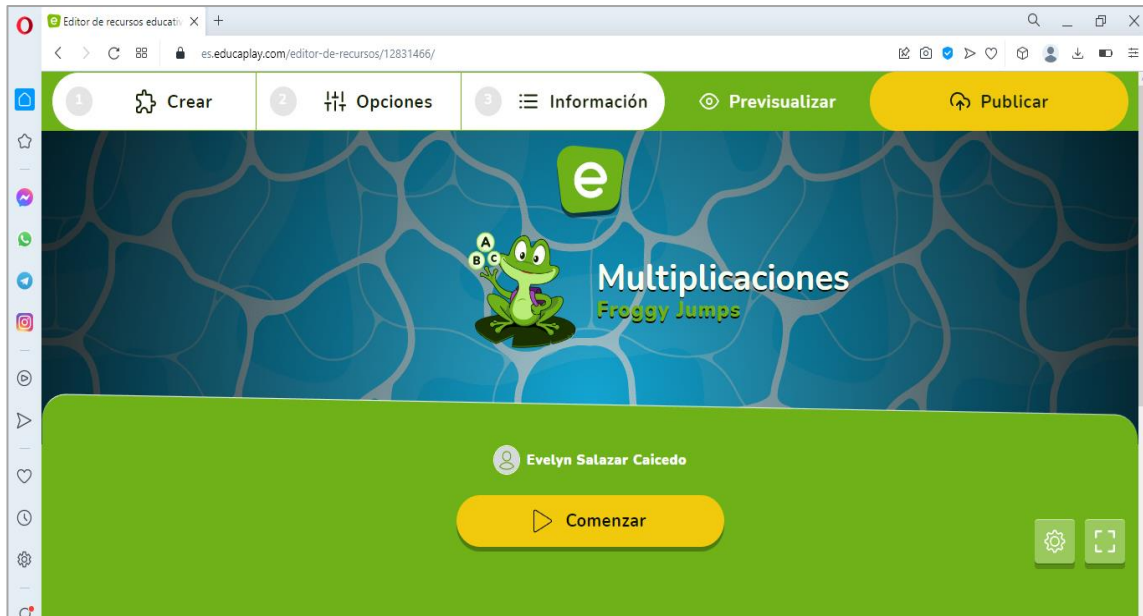 Editor de recursos educati
es.educaplay.com/editor-de-recursos/12831466/
1 Crear 2 Opciones 3 Información Previsualizar Publicar
e
A
B C
Multiplicaciones
Froggy Jumps
Evelyn Salazar Caicedo
Comenzar